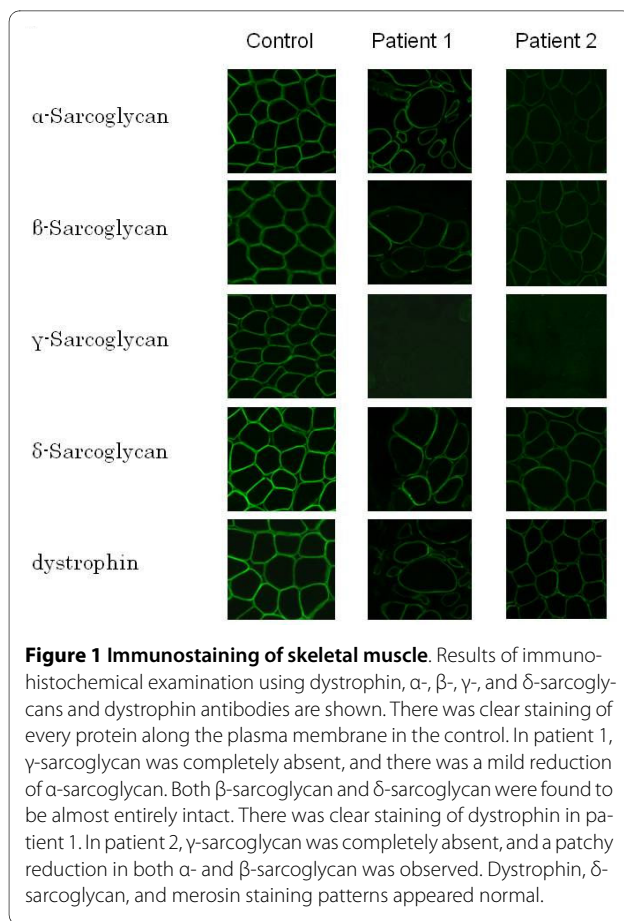 Control Patient 1 Patient 2
α-Sarcoglycan
β-Sarcoglycan
γ-Sarcoglycan
δ-Sarcoglycan
dystrophin
Figure 1 Immunostaining of skeletal muscle. Results of immuno-
histochemical examination using dystrophin, α-, β-, γ-, and δ-sarcogly-
cans and dystrophin antibodies are shown. There was clear staining of
every protein along the plasma membrane in the control. In patient 1,
γ-sarcoglycan was completely absent, and there was a mild reduction
of α-sarcoglycan. Both β-sarcoglycan and δ-sarcoglycan were found to
be almost entirely intact. There was clear staining of dystrophin in pa-
tient 1. In patient 2, γ-sarcoglycan was completely absent, and a patchy
reduction in both α- and β-sarcoglycan was observed. Dystrophin, δ-
sarcoglycan, and merosin staining patterns appeared normal.